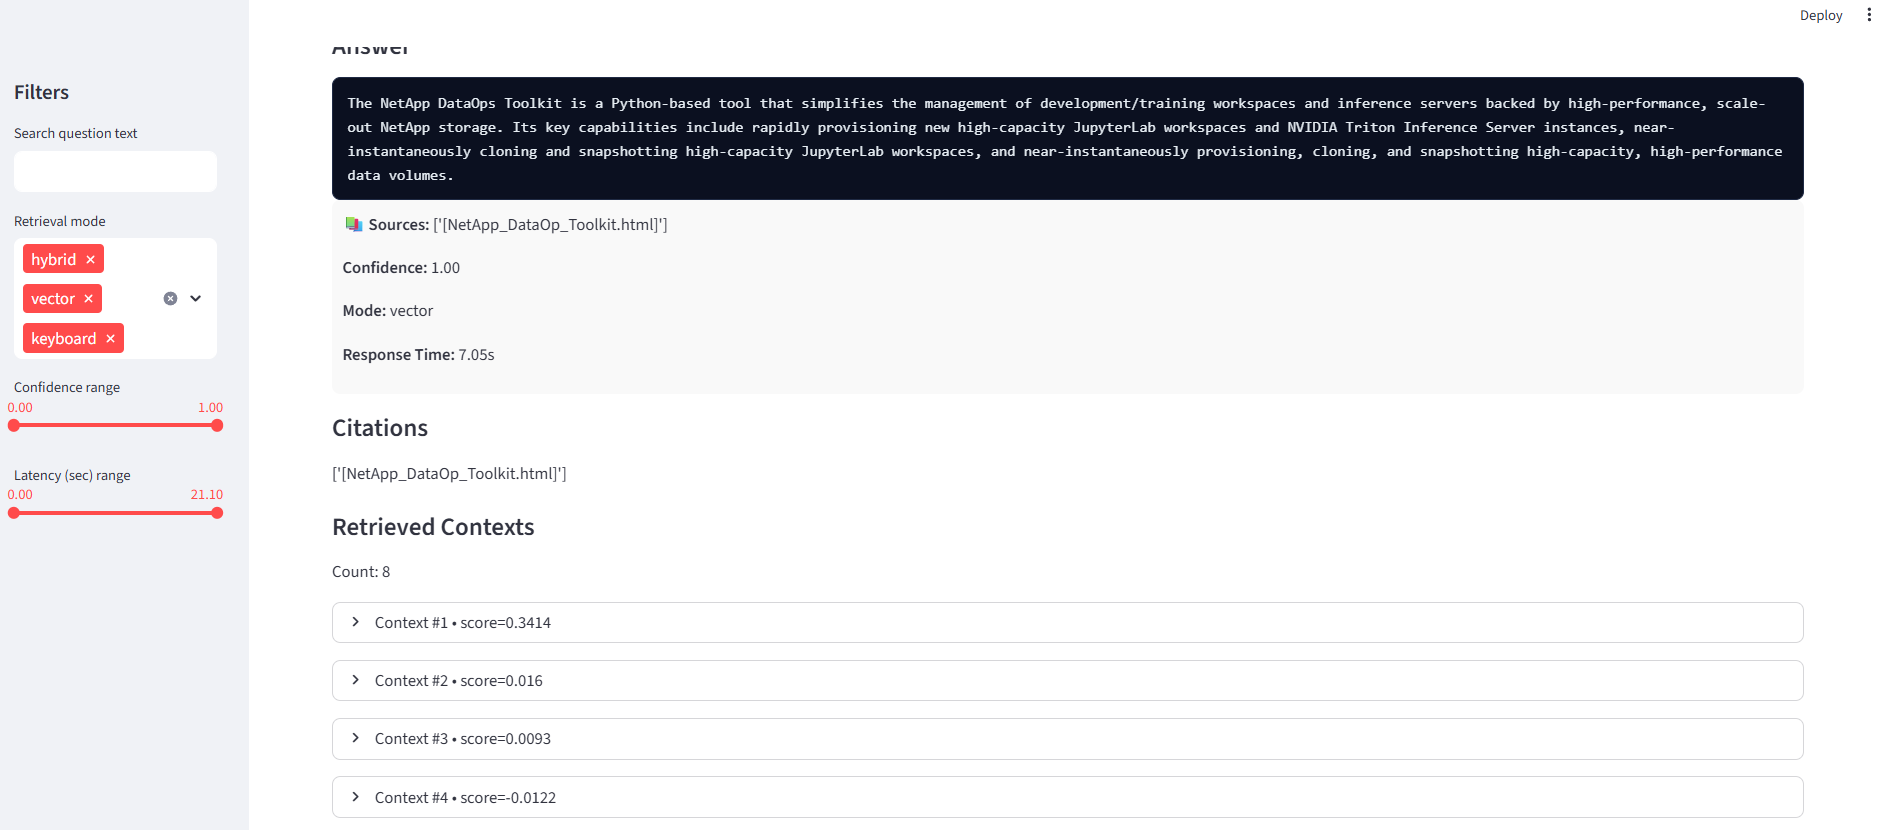 Deploy
Filters
Search question text
Retrieval mode
hybrid ×
vector ×
keyboard ×
Confidence range
0.00 1.00
Latency (sec) range
0.00 21.10
Answer
The NetApp DataOps Toolkit is a Python-based tool that simplifies the management of development/training workspaces and inference servers backed by high-performance, scale-
out NetApp storage. Its key capabilities include rapidly provisioning new high-capacity JupyterLab workspaces and NVIDIA Triton Inference Server instances, near-
instantaneously cloning and snapshotting high-capacity JupyterLab workspaces, and near-instantaneously provisioning, cloning, and snapshotting high-capacity, high-performance
data volumes.
Sources: ['[NetApp_DataOp_Toolkit.html]']
Confidence: 1.00
Mode: vector
Response Time: 7.05s
Citations
['[NetApp_DataOp_Toolkit.html]']
Retrieved Contexts
Count: 8
Context #1 • score=0.3414
Context #2 • score=0.016
Context #3 • score=0.0093
Context #4 • score=-0.0122